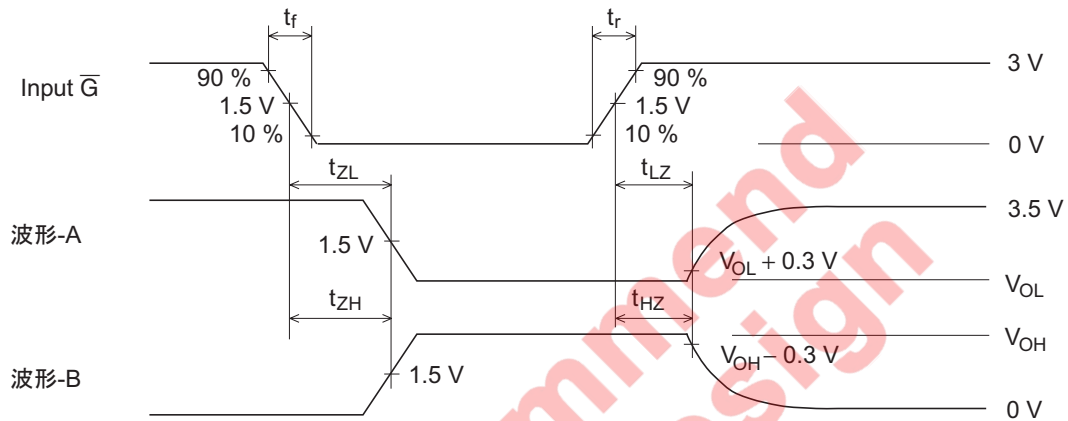 tf
tr
Input G̅
90 %
1.5 V
10 %
90 %
1.5 V
10 %
3 V
0 V
tZL
tLZ
波形-A
1.5 V
VOL + 0.3 V
3.5 V
VOL
tZH
tHZ
波形-B
1.5 V
VOH − 0.3 V
VOH
0 V
mmend
esign